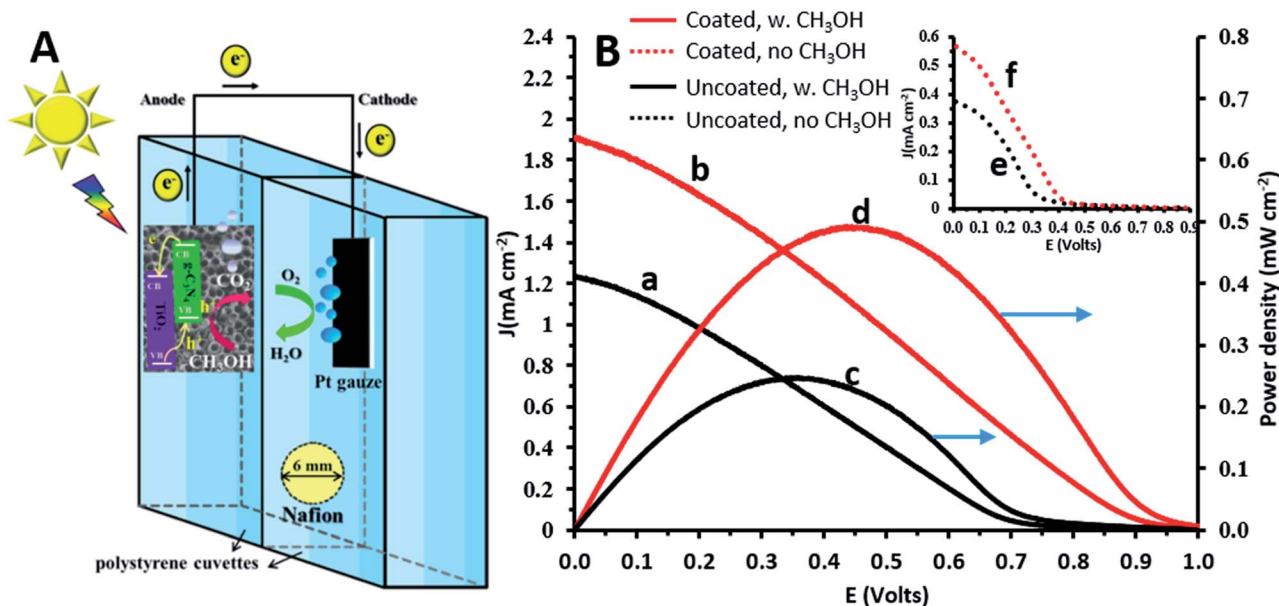 A
e-
Anode
Cathode
e-
e-
e-
CB
CB
g-C3N4
TiO2
VB
VB
h+
h+
CO2
CH3OH
O2
H2O
Pt gauze
6 mm
Nafion
polystyrene cuvettes
B
Coated, w. CH3OH
Coated, no CH3OH
Uncoated, w. CH3OH
Uncoated, no CH3OH
2.4
2.2
2
1.8
1.6
1.4
1.2
1
0.8
0.6
0.4
0.2
0
J(mA cm-2)
0.0 0.1 0.2 0.3 0.4 0.5 0.6 0.7 0.8 0.9 1.0
E (Volts)
0.8
0.7
0.6
0.5
0.4
0.3
0.2
0.1
0.0
Power density (mW cm-2)
a
b
c
d
0.6
0.5
0.4
0.3
0.2
0.1
0
J(mA cm-2)
f
e
0.0 0.1 0.2 0.3 0.4 0.5 0.6 0.7 0.8 0.9
E (Volts)